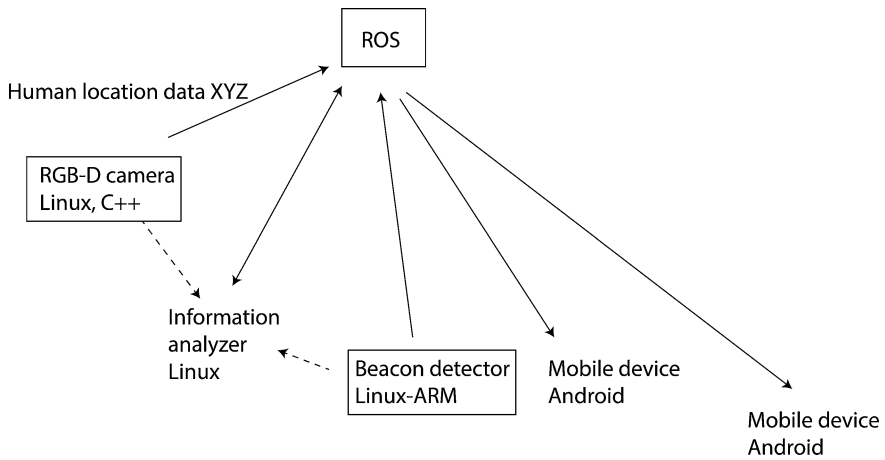 ROS
Human location data XYZ
RGB-D camera
Linux, C++
Information
analyzer
Linux
Beacon detector
Linux-ARM
Mobile device
Android
Mobile device
Android